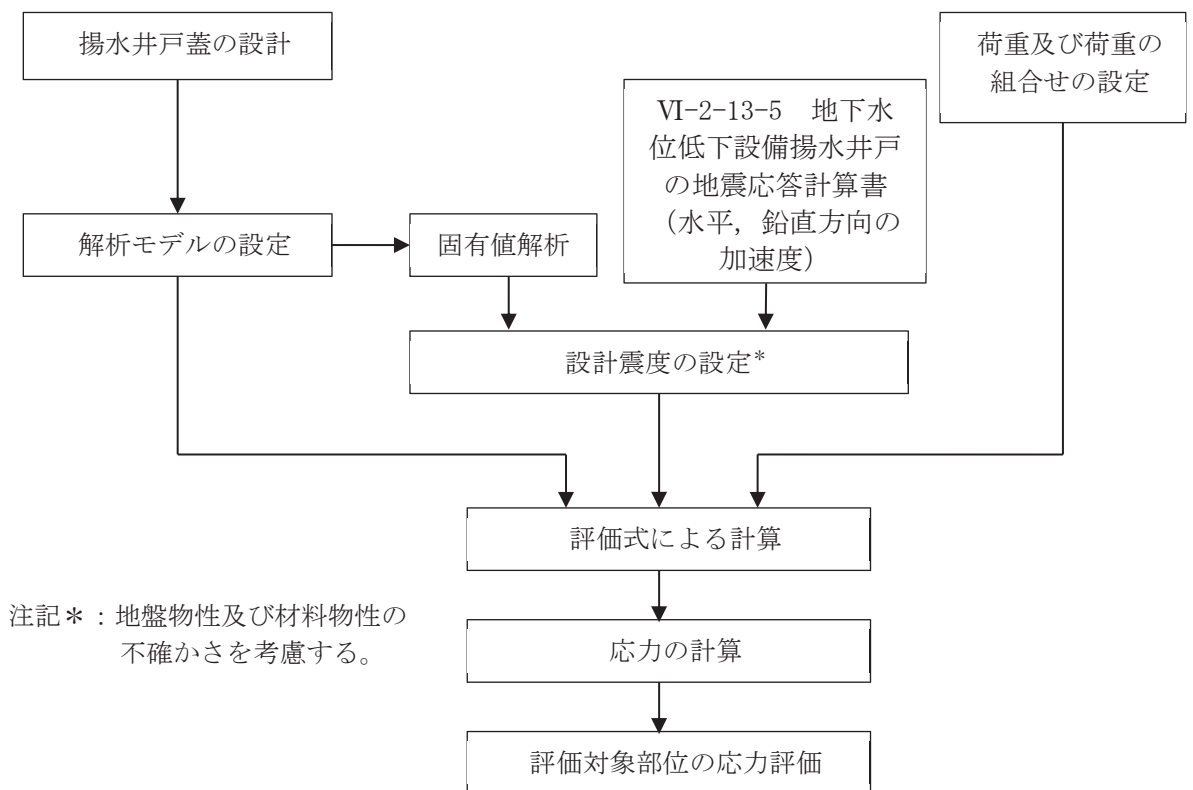 揚水井戸蓋の設計
荷重及び荷重の
組合せの設定
Ⅵ-2-13-5　地下水
位低下設備揚水井戸
の地震応答計算書
（水平，鉛直方向の
加速度）
解析モデルの設定
固有値解析
設計震度の設定*
評価式による計算
注記＊：地盤物性及び材料物性の
不確かさを考慮する。
応力の計算
評価対象部位の応力評価